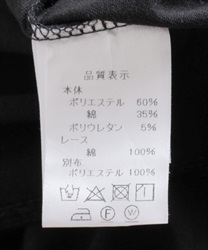 品質表示
本体
ポリエステル 60%
綿 35%
ポリウレタン 5%
レース
綿 100%
別布
ポリエステル 100%